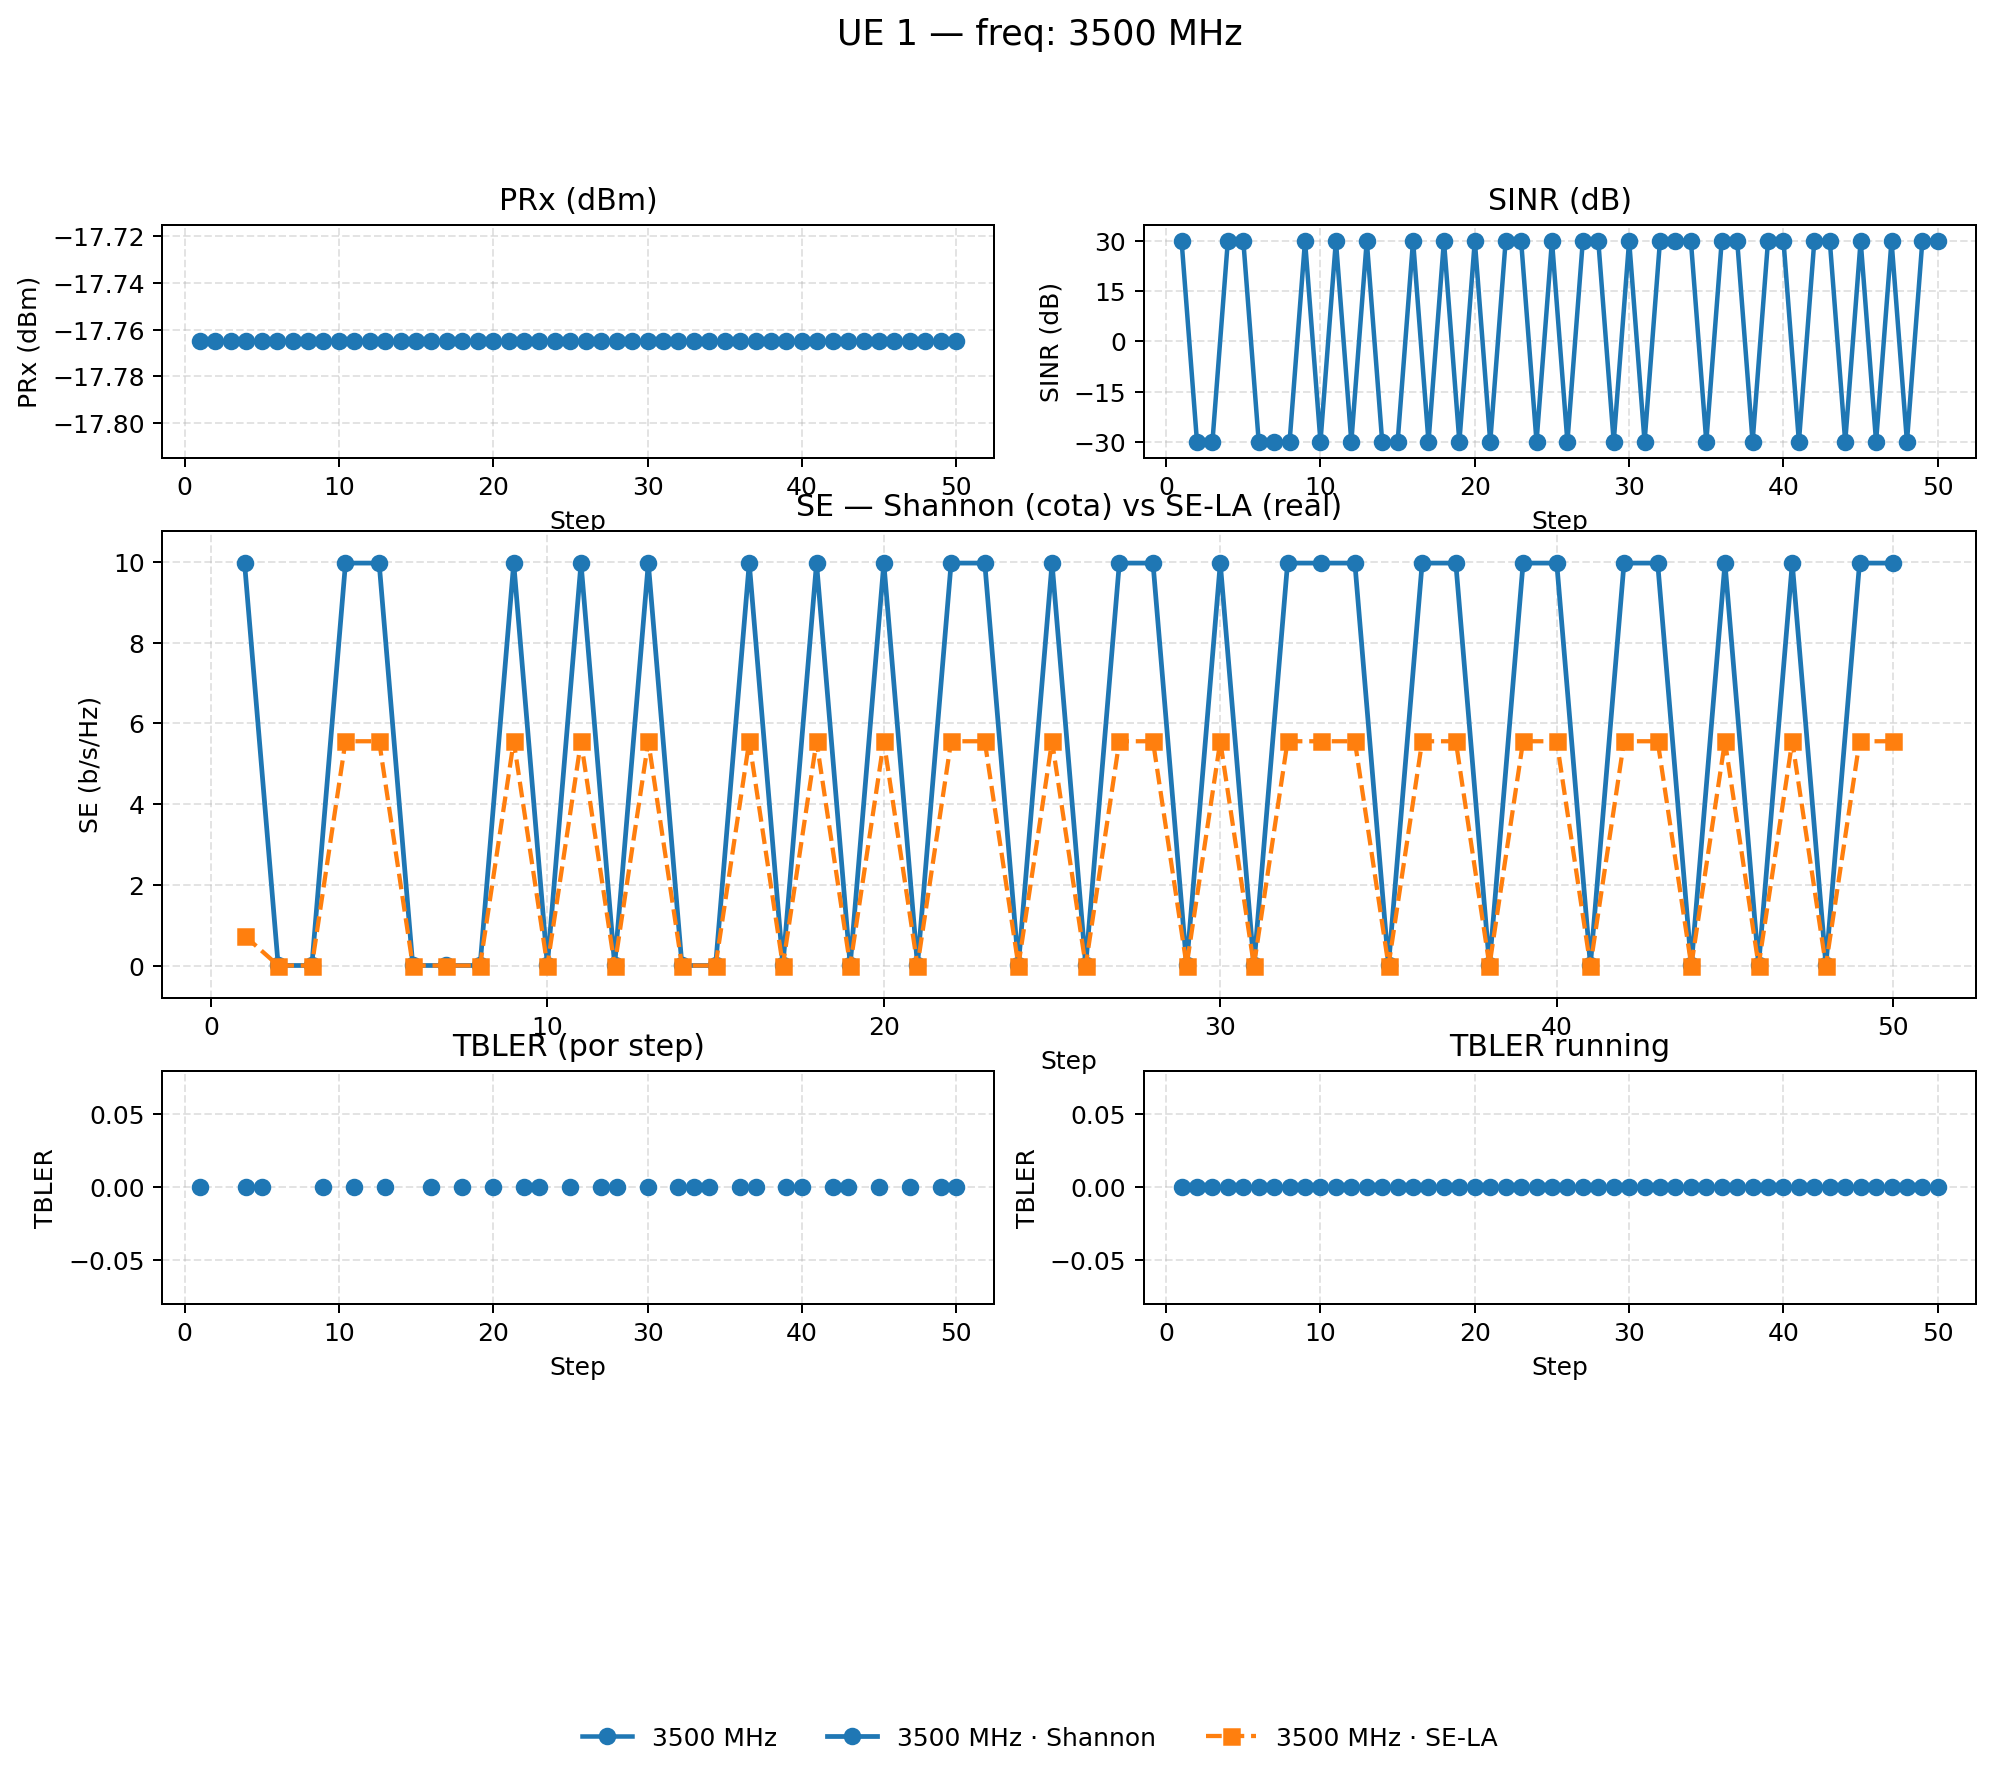 UE 1 — freq: 3500 MHz
PRx (dBm)
PRx (dBm)
−17.72
−17.74
−17.76
−17.78
−17.80
0 10 20 30 40 50
Step
SINR (dB)
SINR (dB)
30
15
0
−15
−30
0 10 20 30 40 50
Step
SE — Shannon (cota) vs SE-LA (real)
SE (b/s/Hz)
10
8
6
4
2
0
0 10 20 30 40 50
Step
TBLER (por step)
TBLER
0.05
0.00
−0.05
0 10 20 30 40 50
Step
TBLER running
TBLER
0.05
0.00
−0.05
0 10 20 30 40 50
Step
3500 MHz 3500 MHz · Shannon 3500 MHz · SE-LA